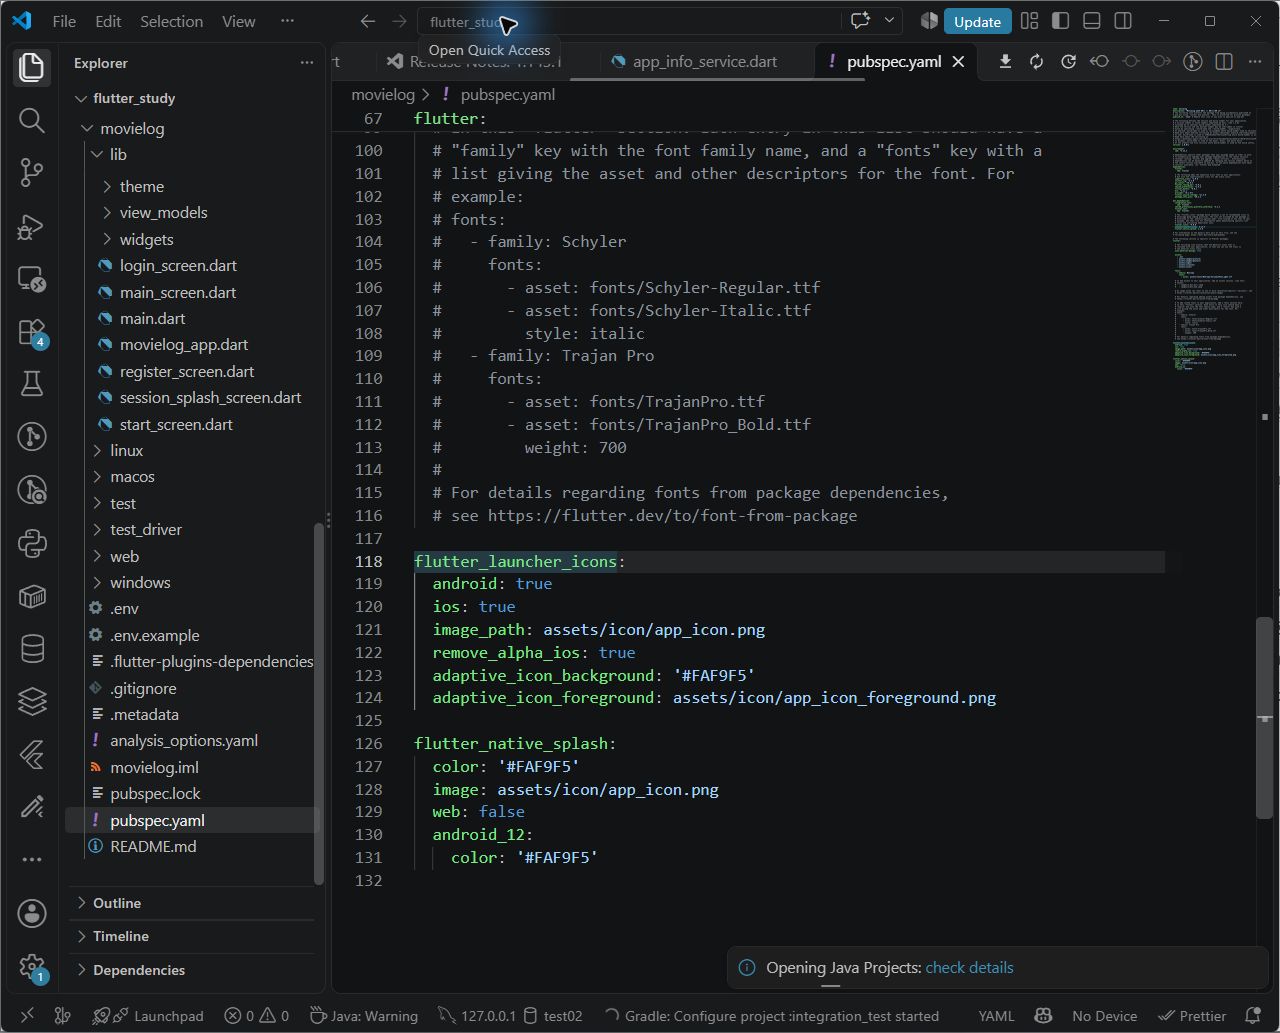 File Edit Selection View ··· flutter_stu Update
Open Quick Access
Explorer ··· rt app_info_service.dart ! pubspec.yaml
movielog > ! pubspec.yaml
flutter_study
movielog
lib
theme
view_models
widgets
login_screen.dart
main_screen.dart
main.dart
movielog_app.dart
register_screen.dart
session_splash_screen.dart
start_screen.dart
linux
macos
test
test_driver
web
windows
.env
.env.example
.flutter-plugins-dependencies
.gitignore
.metadata
! analysis_options.yaml
movielog.iml
pubspec.lock
! pubspec.yaml
README.md
Outline
Timeline
Dependencies
4
1
67 flutter:
100 # "family" key with the font family name, and a "fonts" key with a
101 # list giving the asset and other descriptors for the font. For
102 # example:
103 # fonts:
104 #   - family: Schyler
105 #     fonts:
106 #       - asset: fonts/Schyler-Regular.ttf
107 #       - asset: fonts/Schyler-Italic.ttf
108 #         style: italic
109 #   - family: Trajan Pro
110 #     fonts:
111 #       - asset: fonts/TrajanPro.ttf
112 #       - asset: fonts/TrajanPro_Bold.ttf
113 #         weight: 700
114 #
115 # For details regarding fonts from package dependencies,
116 # see https://flutter.dev/to/font-from-package
117
118 flutter_launcher_icons:
119   android: true
120   ios: true
121   image_path: assets/icon/app_icon.png
122   remove_alpha_ios: true
123   adaptive_icon_background: '#FAF9F5'
124   adaptive_icon_foreground: assets/icon/app_icon_foreground.png
125
126 flutter_native_splash:
127   color: '#FAF9F5'
128   image: assets/icon/app_icon.png
129   web: false
130   android_12:
131     color: '#FAF9F5'
132
Opening Java Projects: check details
Launchpad 0 0 Java: Warning 127.0.0.1 test02 Gradle: Configure project :integration_test started YAML No Device Prettier